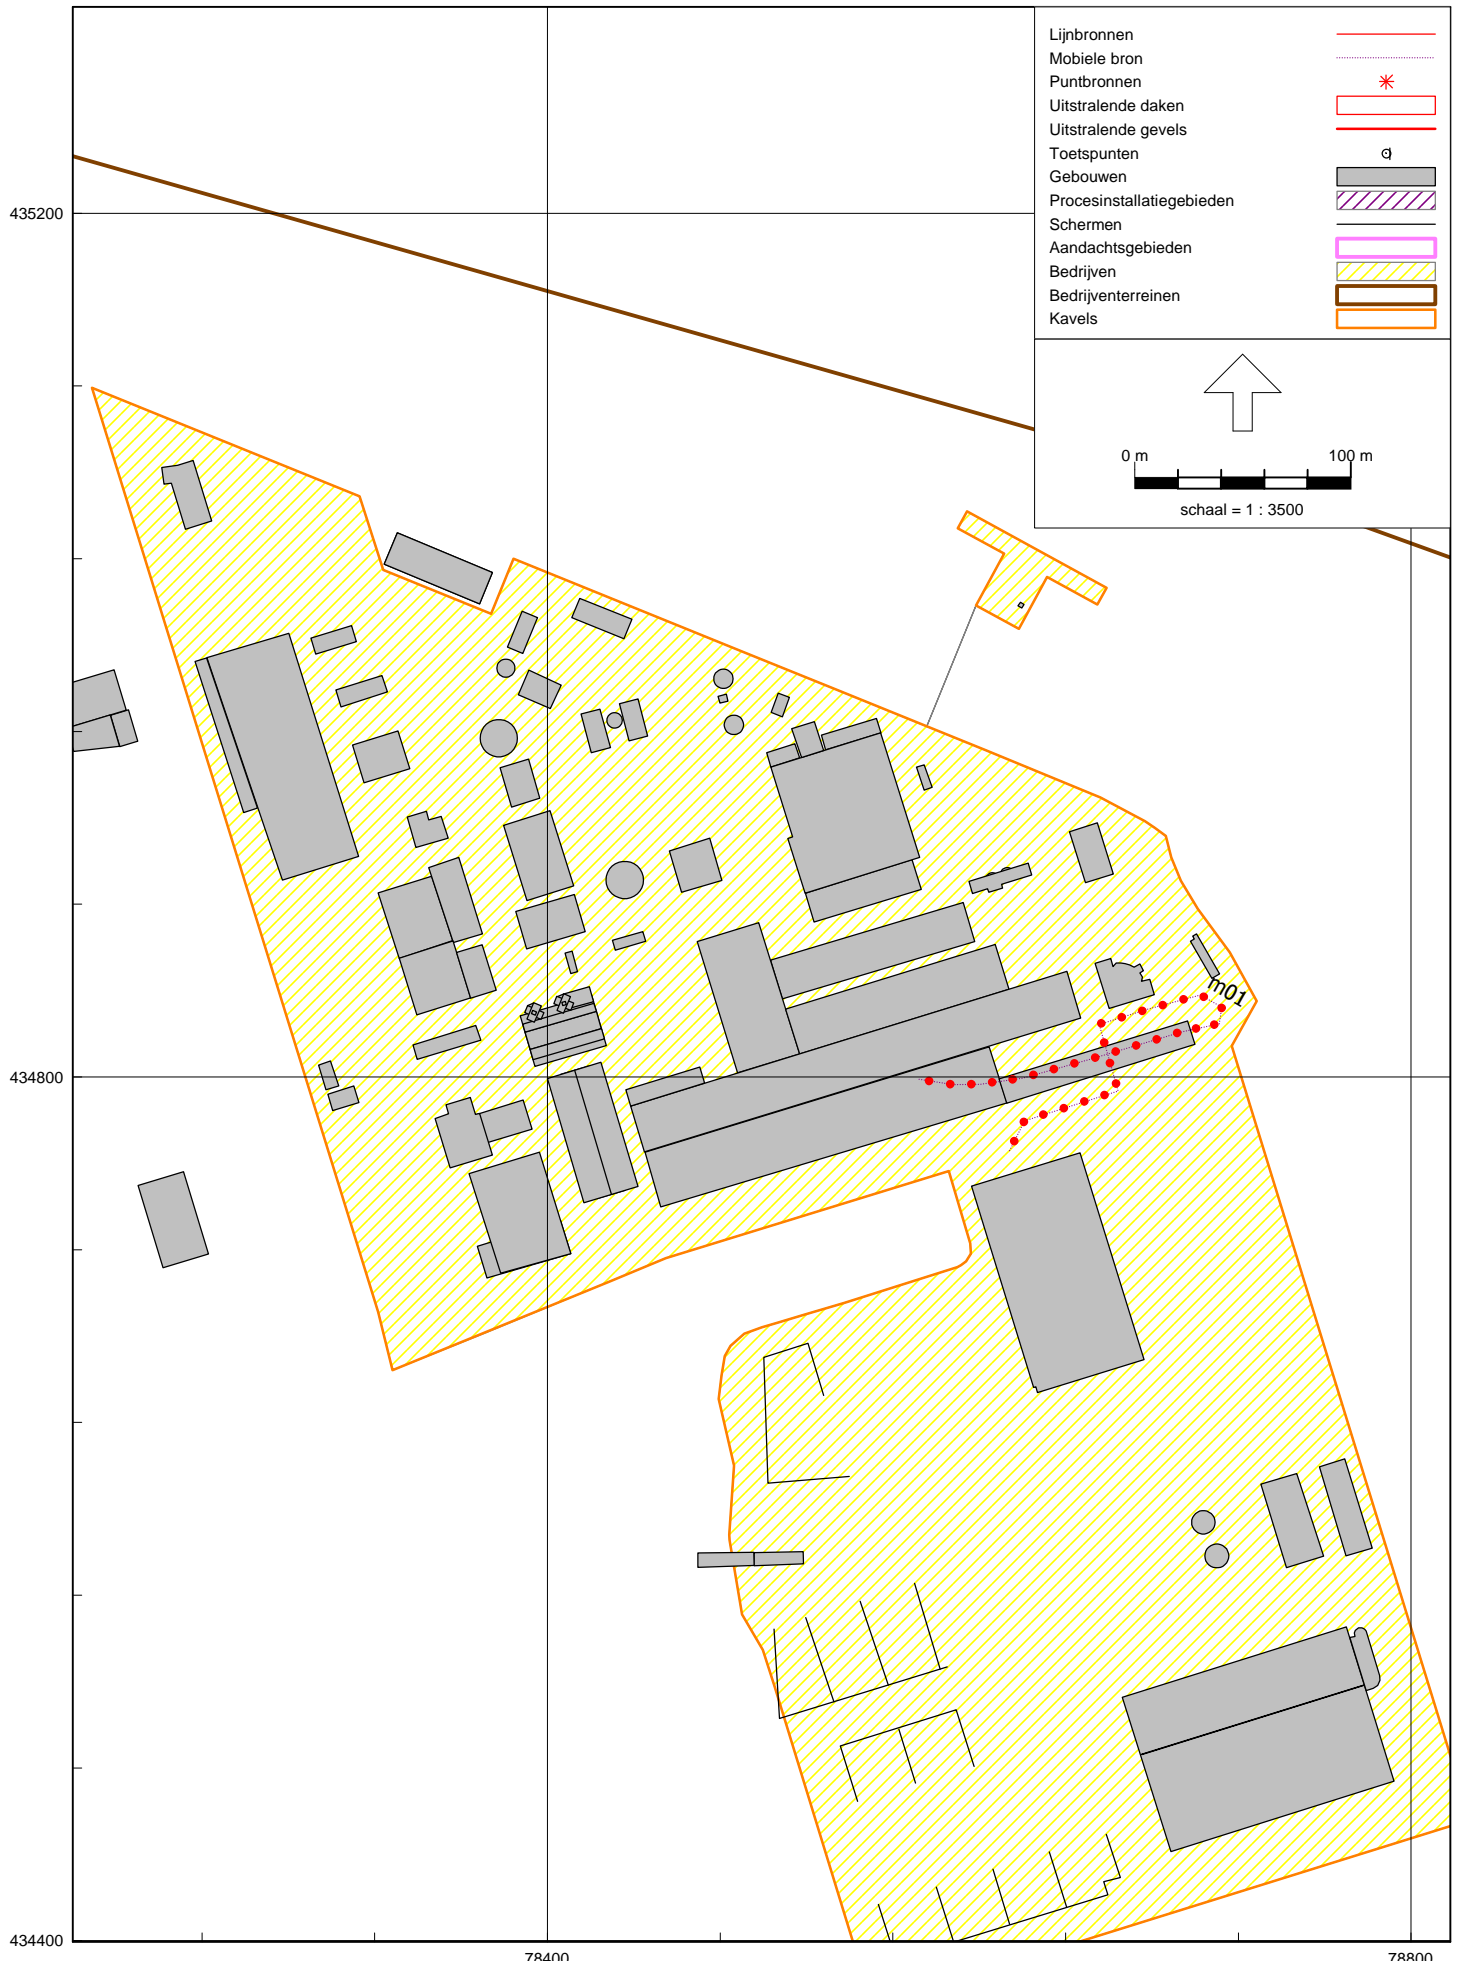 Lijnbronnen
Mobiele bron
Puntbronnen
Uitstralende daken
Uitstralende gevels
Toetspunten
Gebouwen
Procesinstallatiegebieden
Schermen
Aandachtsgebieden
Bedrijven
Bedrijventerreinen
Kavels
0 m 100 m
schaal = 1 : 3500
435200
m01
434800
434400
78400 78800